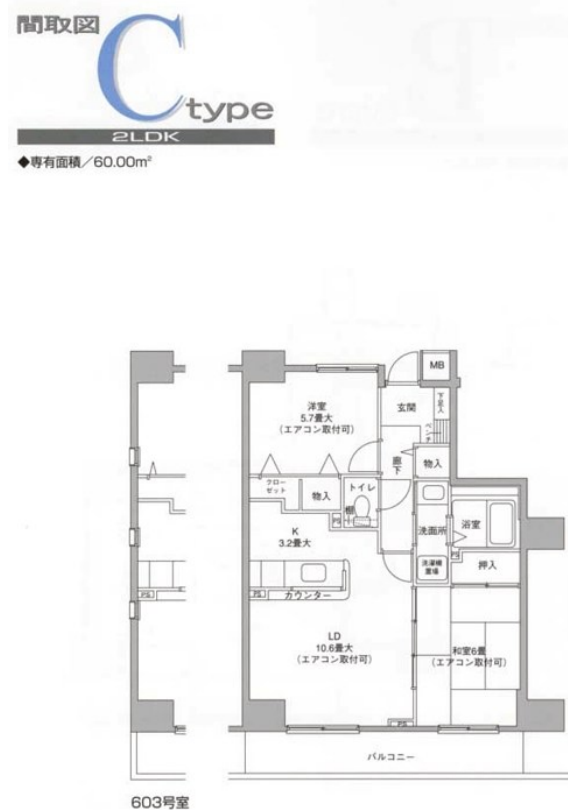 間取図
C type
2LDK
◆専有面積／60.00m²
MB
洋室
5.7畳大
(エアコン取付可)
玄関
下足入
ベンチ
廊下
物入
クローゼット
物入
トイレ
棚
PS
洗面所
浴室
K
3.2畳大
PS
洗濯機
置場
押入
PS
PS
カウンター
LD
10.6畳大
(エアコン取付可)
和室6畳
(エアコン取付可)
PS
バルコニー
603号室